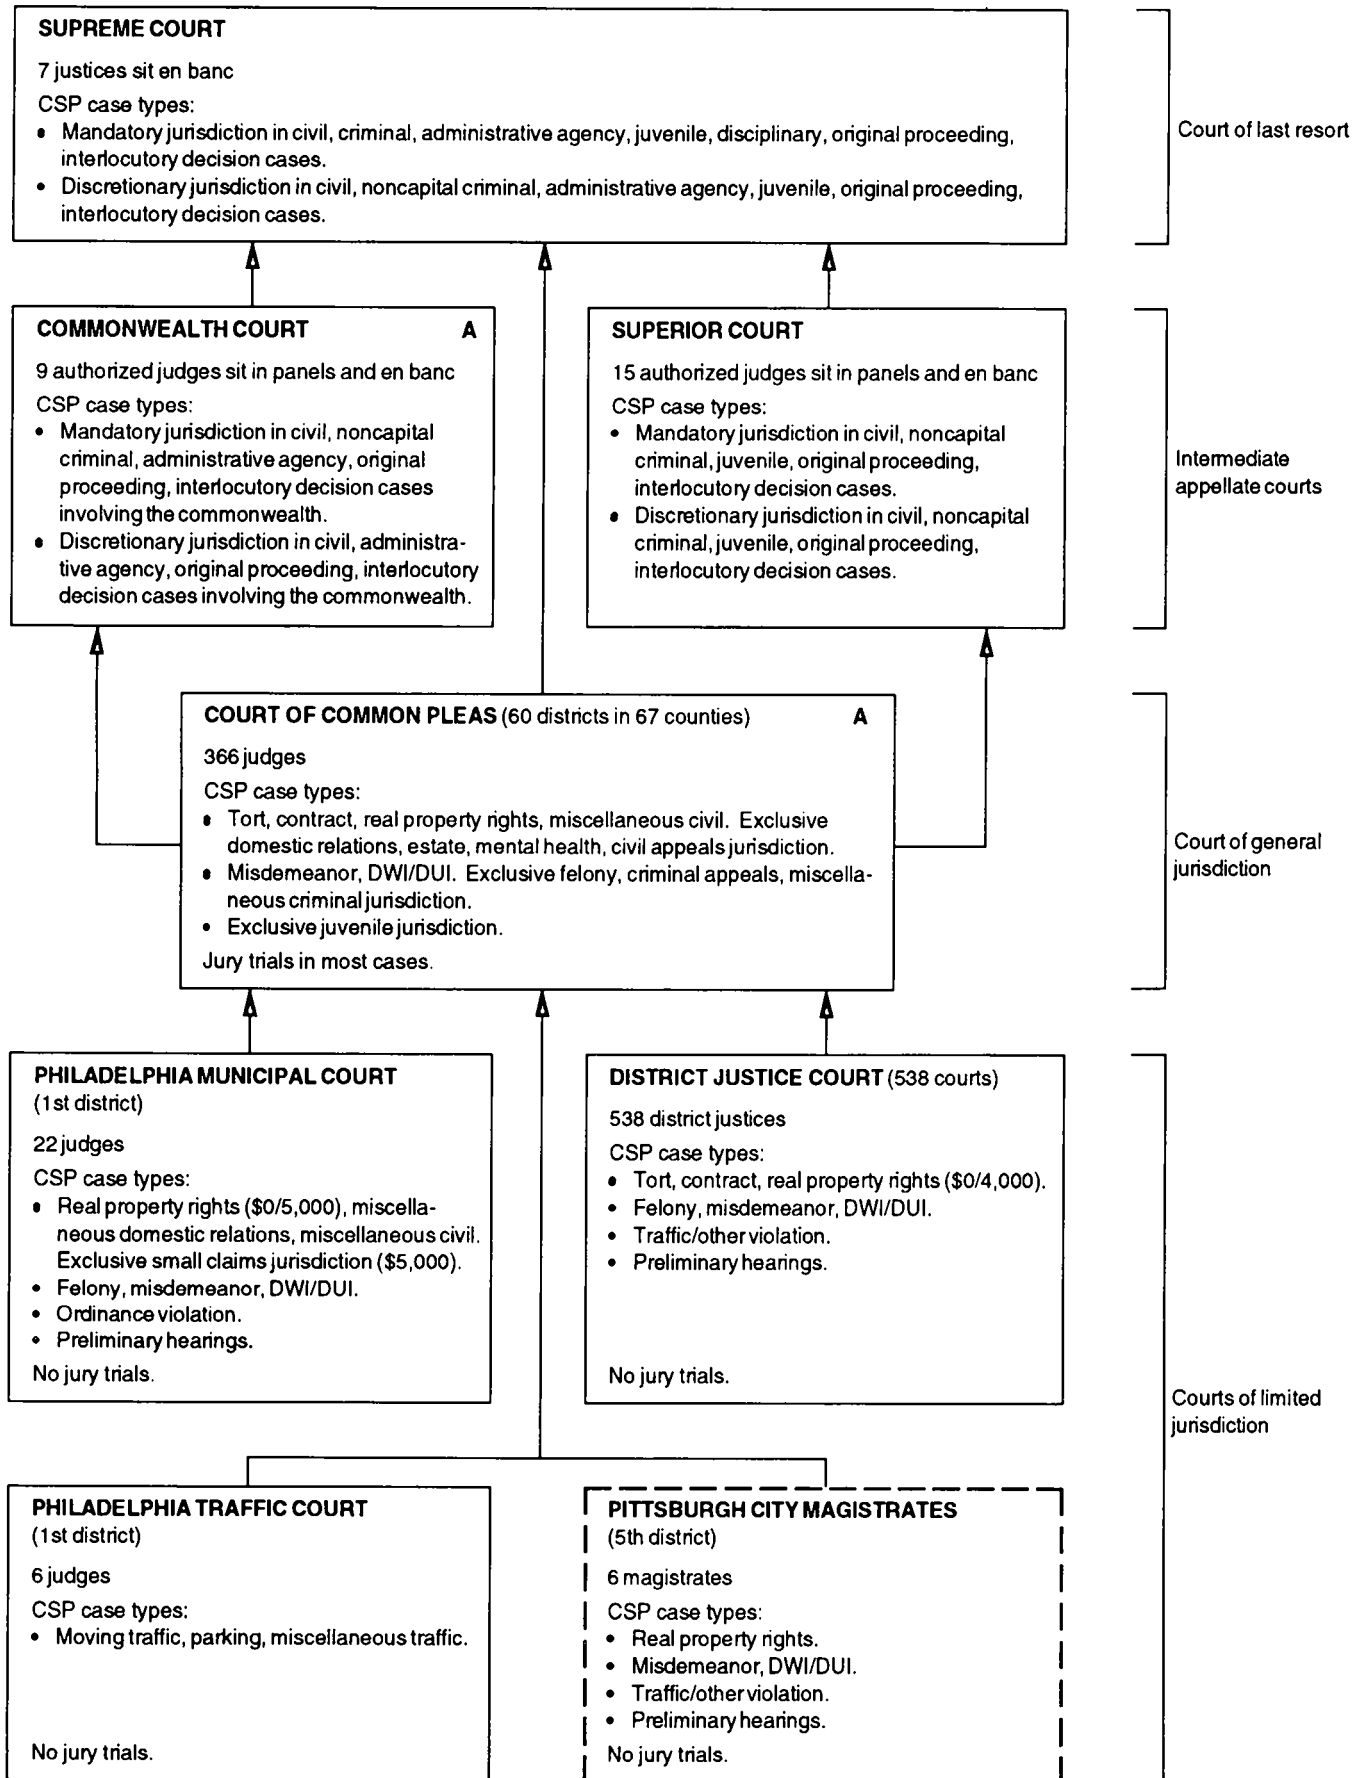 SUPREME COURT
7 justices sit en banc
CSP case types:
• Mandatory jurisdiction in civil, criminal, administrative agency, juvenile, disciplinary, original proceeding,
interlocutory decision cases.
• Discretionary jurisdiction in civil, noncapital criminal, administrative agency, juvenile, original proceeding,
interlocutory decision cases.
Court of last resort
COMMONWEALTH COURT A
9 authorized judges sit in panels and en banc
CSP case types:
• Mandatory jurisdiction in civil, noncapital
criminal, administrative agency, original
proceeding, interlocutory decision cases
involving the commonwealth.
• Discretionary jurisdiction in civil, administra-
tive agency, original proceeding, interlocutory
decision cases involving the commonwealth.
SUPERIOR COURT
15 authorized judges sit in panels and en banc
CSP case types:
• Mandatory jurisdiction in civil, noncapital
criminal, juvenile, original proceeding,
interlocutory decision cases.
• Discretionary jurisdiction in civil, noncapital
criminal, juvenile, original proceeding,
interlocutory decision cases.
Intermediate
appellate courts
COURT OF COMMON PLEAS (60 districts in 67 counties) A
366 judges
CSP case types:
• Tort, contract, real property rights, miscellaneous civil. Exclusive
domestic relations, estate, mental health, civil appeals jurisdiction.
• Misdemeanor, DWI/DUI. Exclusive felony, criminal appeals, miscella-
neous criminal jurisdiction.
• Exclusive juvenile jurisdiction.
Jury trials in most cases.
Court of general
jurisdiction
PHILADELPHIA MUNICIPAL COURT
(1st district)
22 judges
CSP case types:
• Real property rights ($0/5,000), miscella-
neous domestic relations, miscellaneous civil.
Exclusive small claims jurisdiction ($5,000).
• Felony, misdemeanor, DWI/DUI.
• Ordinance violation.
• Preliminary hearings.
No jury trials.
DISTRICT JUSTICE COURT (538 courts)
538 district justices
CSP case types:
• Tort, contract, real property rights ($0/4,000).
• Felony, misdemeanor, DWI/DUI.
• Traffic/other violation.
• Preliminary hearings.
No jury trials.
Courts of limited
jurisdiction
PHILADELPHIA TRAFFIC COURT
(1st district)
6 judges
CSP case types:
• Moving traffic, parking, miscellaneous traffic.
No jury trials.
PITTSBURGH CITY MAGISTRATES
(5th district)
6 magistrates
CSP case types:
• Real property rights.
• Misdemeanor, DWI/DUI.
• Traffic/other violation.
• Preliminary hearings.
No jury trials.